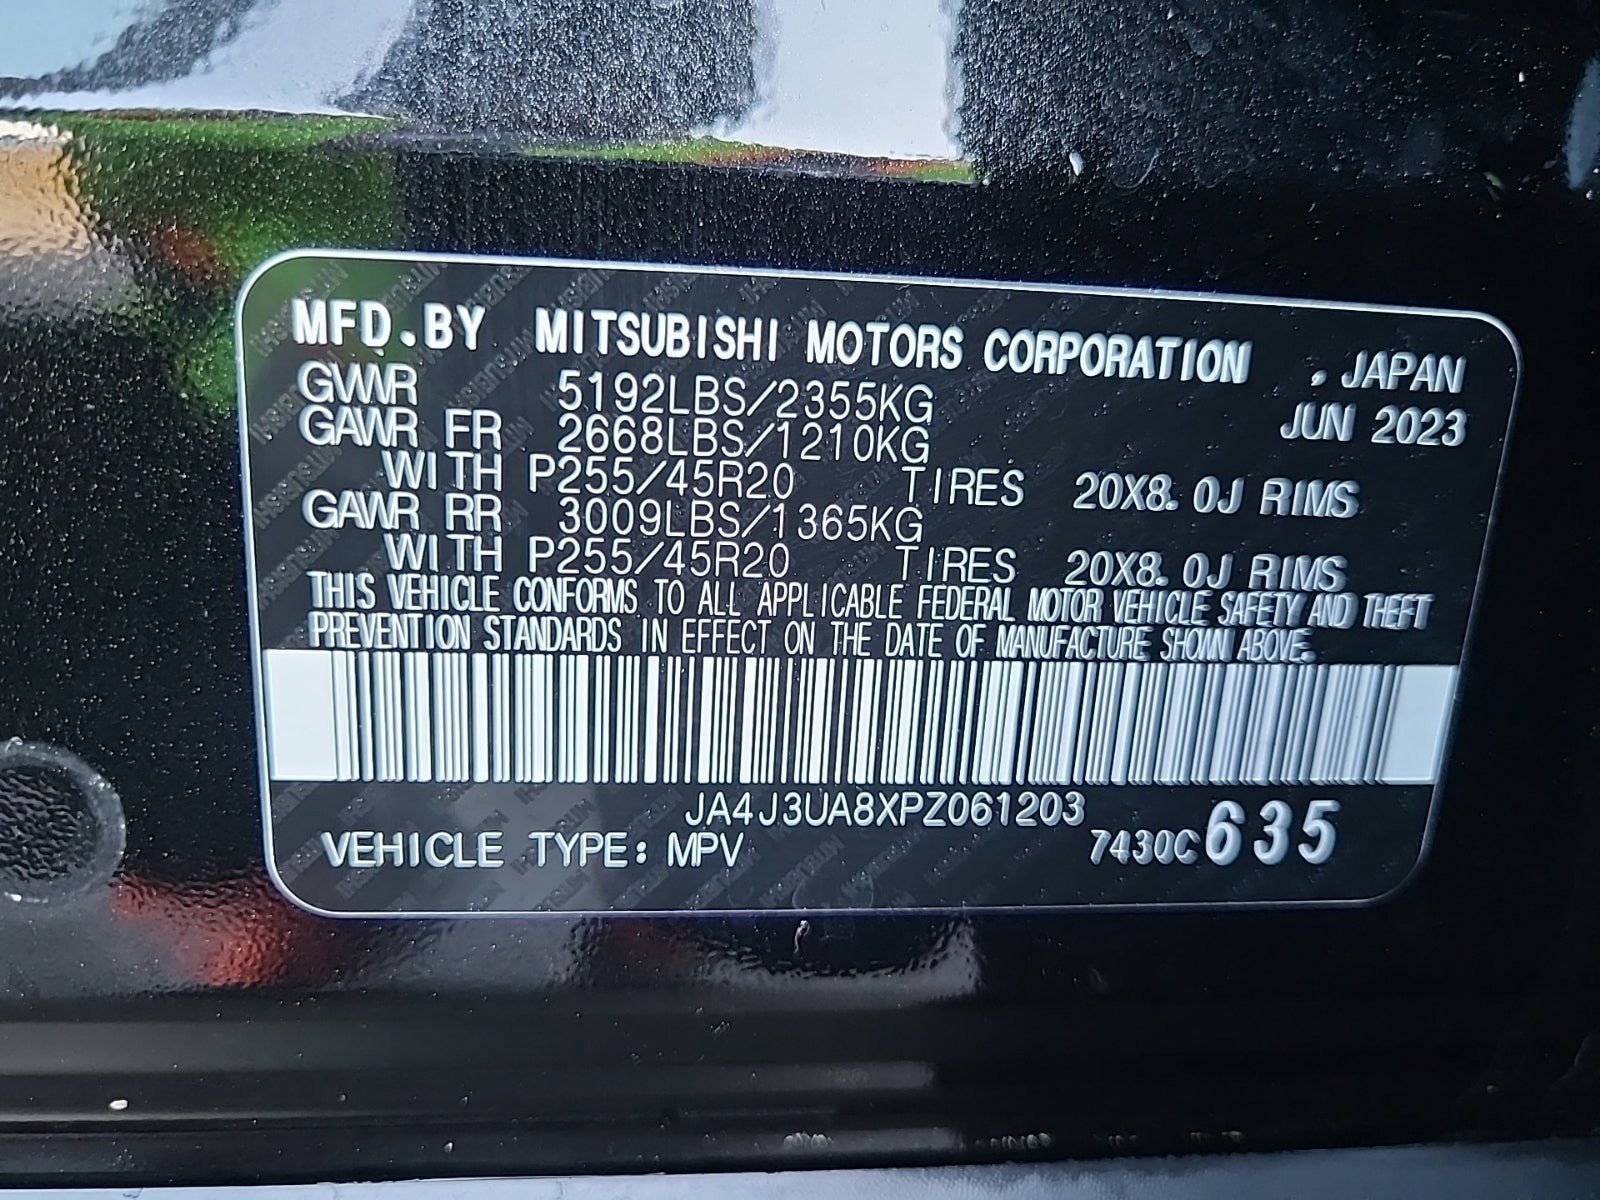 MFD.BY MITSUBISHI MOTORS CORPORATION , JAPAN
GVWR 5192LBS/2355KG JUN 2023
GAWR FR 2668LBS/1210KG
WITH P255/45R20 TIRES 20X8.0J RIMS
GAWR RR 3009LBS/1365KG
WITH P255/45R20 TIRES 20X8.0J RIMS
THIS VEHICLE CONFORMS TO ALL APPLICABLE FEDERAL MOTOR VEHICLE SAFETY AND THEFT
PREVENTION STANDARDS IN EFFECT ON THE DATE OF MANUFACTURE SHOWN ABOVE.
JA4J3UA8XPZ061203
VEHICLE TYPE: MPV 7430C 635